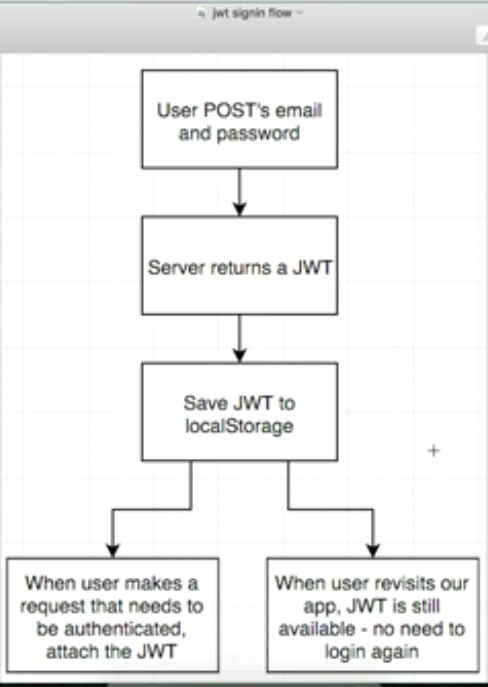 jwt signin flow
User POST's email
and password
Server returns a JWT
Save JWT to
localStorage
When user makes a
request that needs to
be authenticated,
attach the JWT
When user revisits our
app, JWT is still
available - no need to
login again